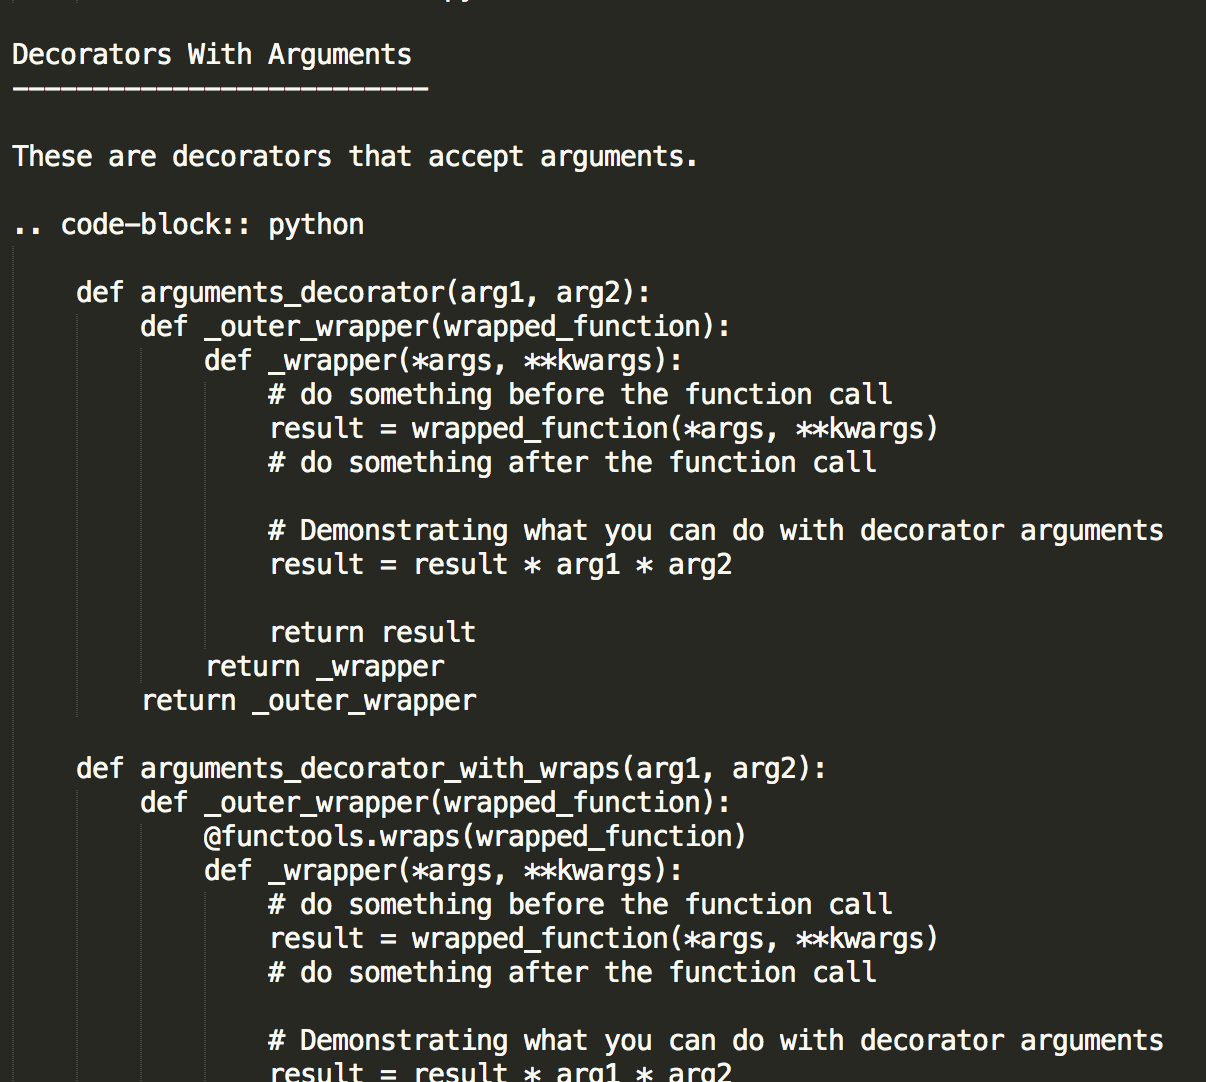 Decorators With Arguments
--------------------------
These are decorators that accept arguments.
.. code-block:: python
def arguments_decorator(arg1, arg2):
def _outer_wrapper(wrapped_function):
def _wrapper(*args, **kwargs):
# do something before the function call
result = wrapped_function(*args, **kwargs)
# do something after the function call
# Demonstrating what you can do with decorator arguments
result = result * arg1 * arg2
return result
return _wrapper
return _outer_wrapper
def arguments_decorator_with_wraps(arg1, arg2):
def _outer_wrapper(wrapped_function):
@functools.wraps(wrapped_function)
def _wrapper(*args, **kwargs):
# do something before the function call
result = wrapped_function(*args, **kwargs)
# do something after the function call
# Demonstrating what you can do with decorator arguments
result = result * arg1 * arg2